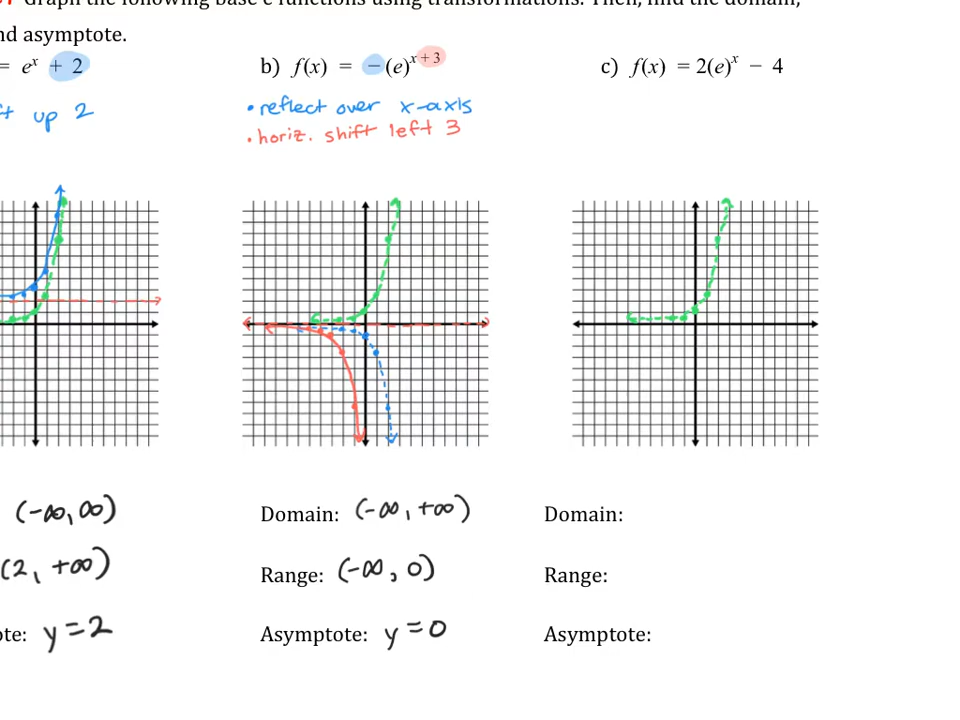 Graph the following base e functions using transformations. Then, find the domain,
nd asymptote.
= e^x + 2
b) f(x) = −(e)^x + 3
c) f(x) = 2(e)^x − 4
up 2
• reflect over x-axis
• horiz. shift left 3
(-∞, ∞)
Domain: (-∞, +∞)
Domain:
(2, +∞)
Range: (-∞, 0)
Range:
ote: y=2
Asymptote: y=0
Asymptote: